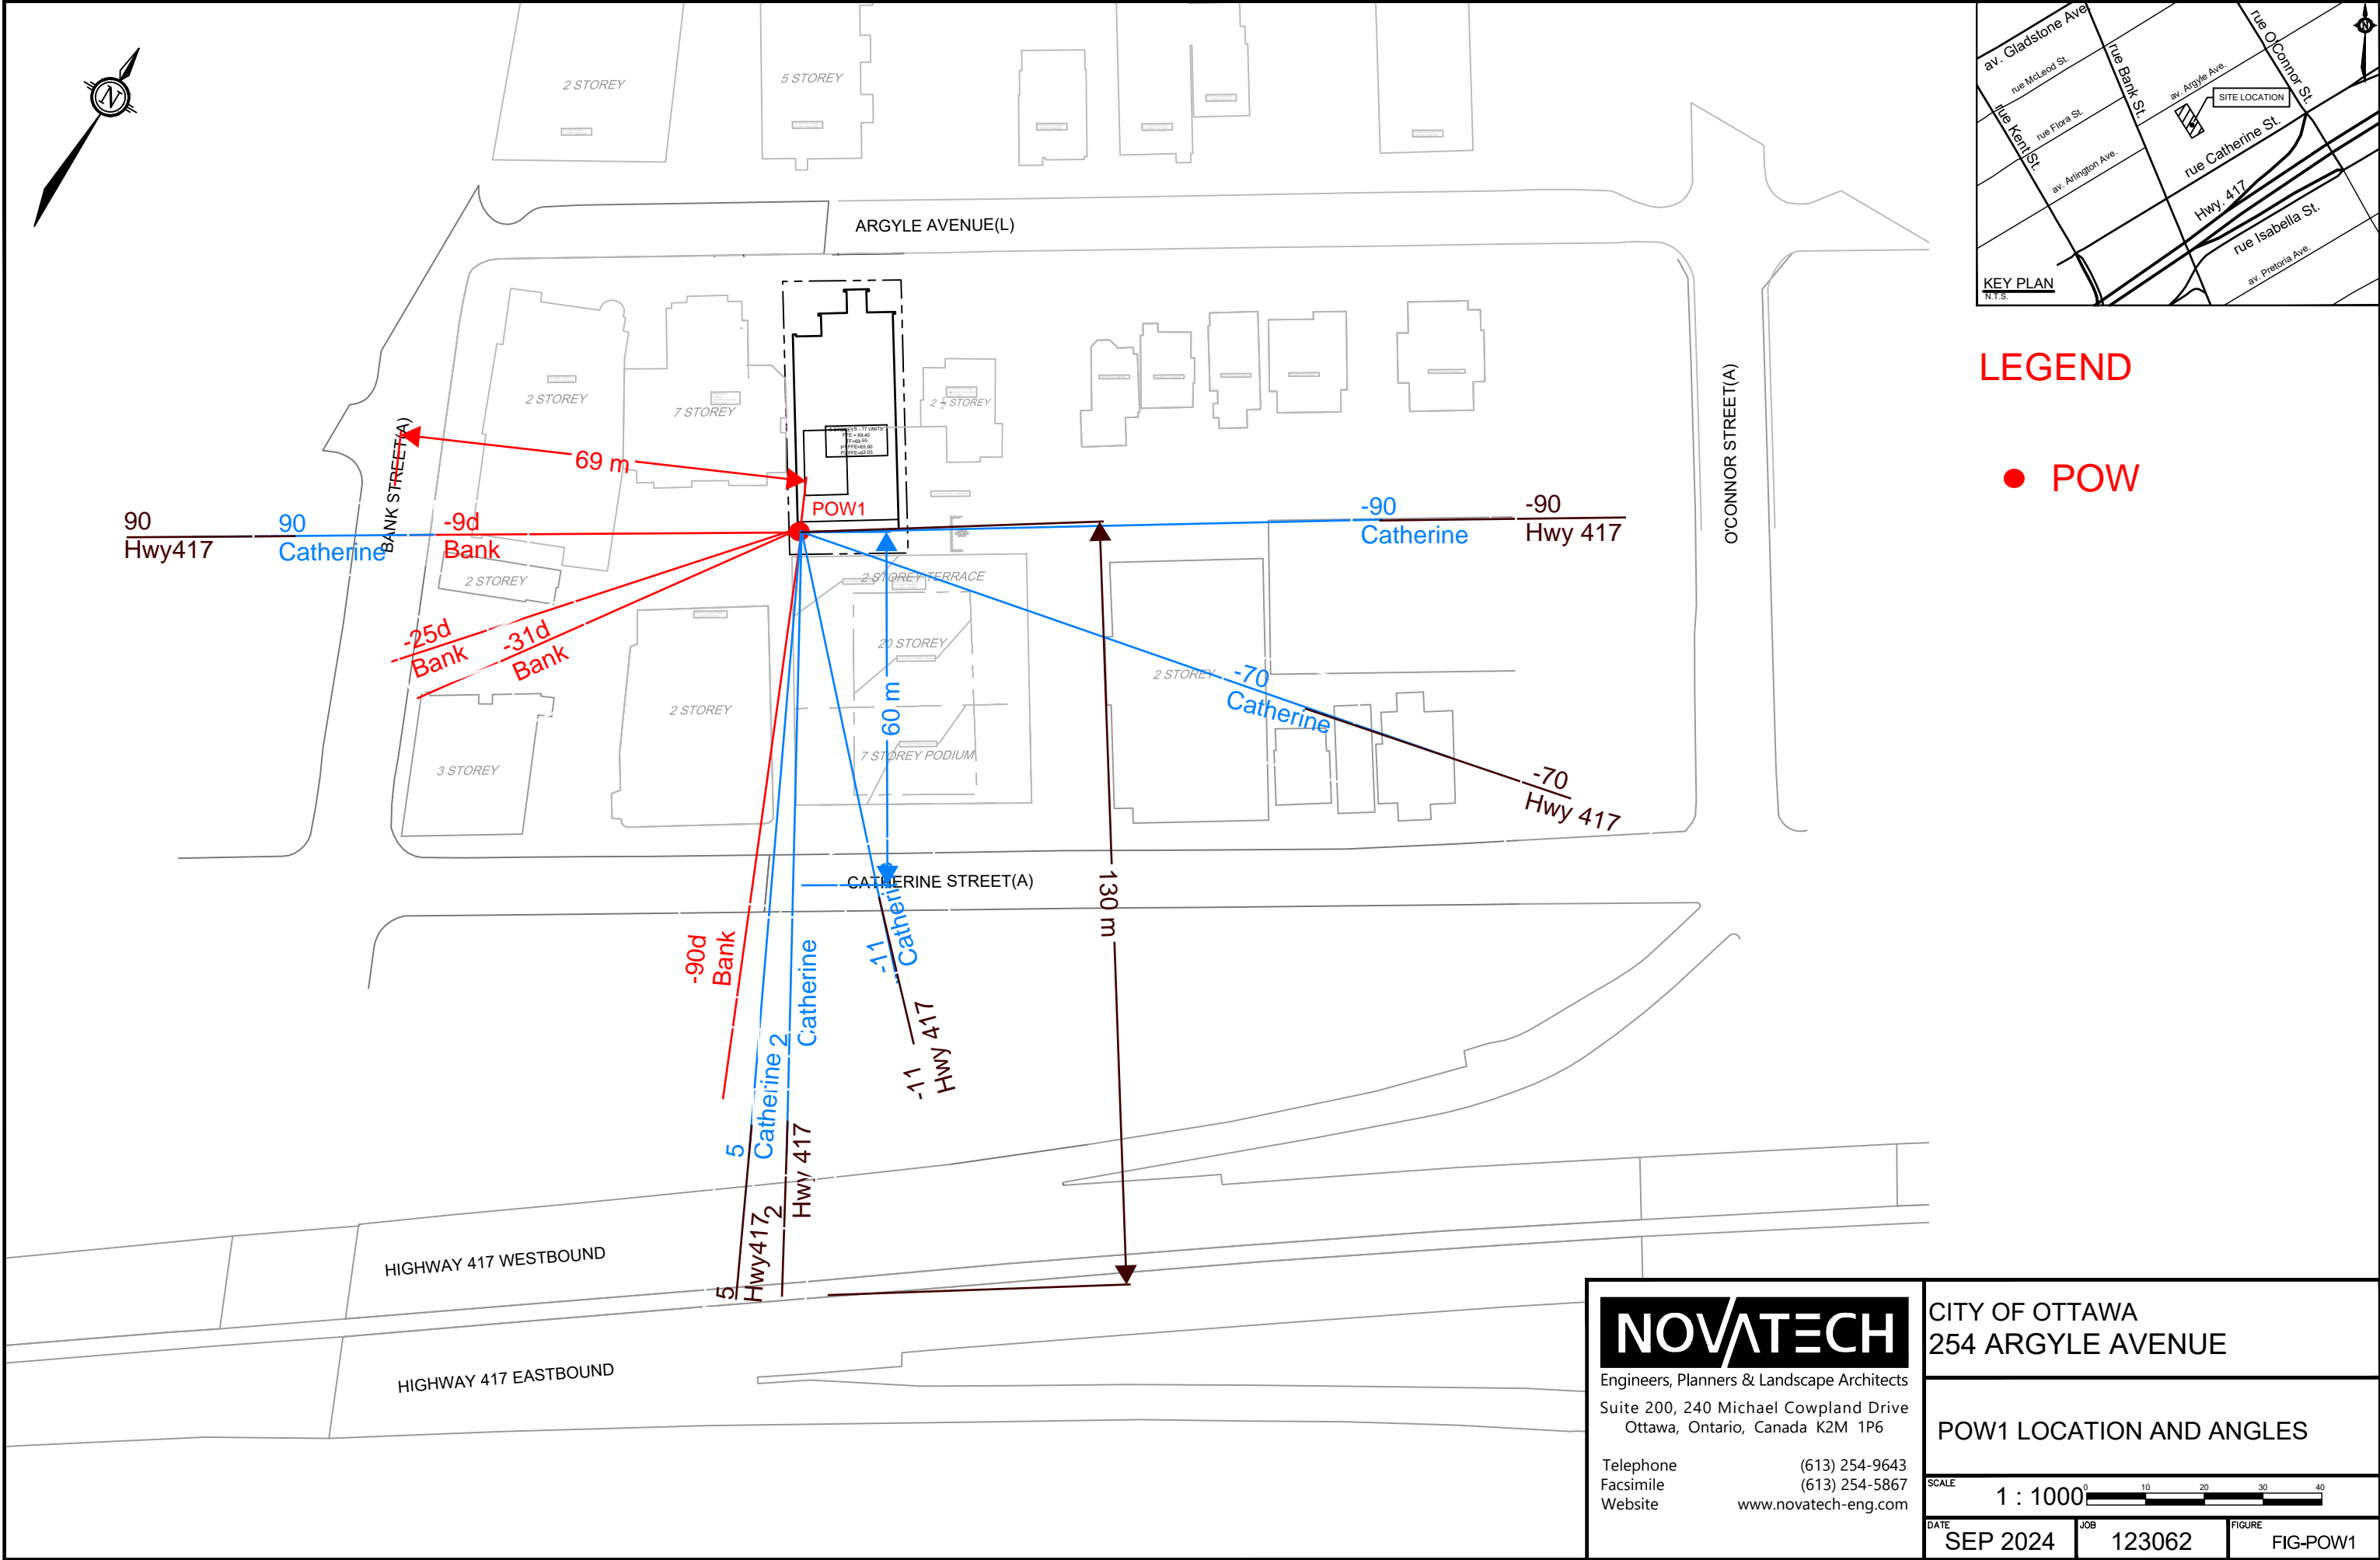 N
2 STOREY
5 STOREY
ARGYLE AVENUE(L)
av. Gladstone Ave.
rue McLeod St.
rue Flora St.
rue Kent St.
rue Bank St.
av. Argyle Ave.
rue O'Connor St.
SITE LOCATION
rue Catherine St.
av. Arlington Ave.
Hwy. 417
rue Isabella St.
av. Pretoria Ave.
KEY PLAN
N.T.S.
N
LEGEND
POW
2 STOREY
7 STOREY
2 ½ STOREY
BANK STREET(A)
O'CONNOR STREET(A)
69 m
POW1
90
Hwy417
90
Catherine
-9d
Bank
-90
Catherine
-90
Hwy 417
2 STOREY
-25d
Bank
-31d
Bank
2 STOREY TERRACE
20 STOREY
60 m
7 STOREY PODIUM
2 STOREY
3 STOREY
2 STOREY
-70
Catherine
-70
Hwy 417
CATHERINE STREET(A)
130 m
-90d
Bank
5
Catherine
2
Catherine
-11
Catherine
-11
Hwy 417
5
Hwy417
2
Hwy 417
HIGHWAY 417 WESTBOUND
HIGHWAY 417 EASTBOUND
NOVATECH
Engineers, Planners & Landscape Architects
Suite 200, 240 Michael Cowpland Drive
Ottawa, Ontario, Canada K2M 1P6
Telephone (613) 254-9643
Facsimile (613) 254-5867
Website www.novatech-eng.com
CITY OF OTTAWA
254 ARGYLE AVENUE
POW1 LOCATION AND ANGLES
SCALE
1 : 1000
0 10 20 30 40
DATE
SEP 2024
JOB
123062
FIGURE
FIG-POW1